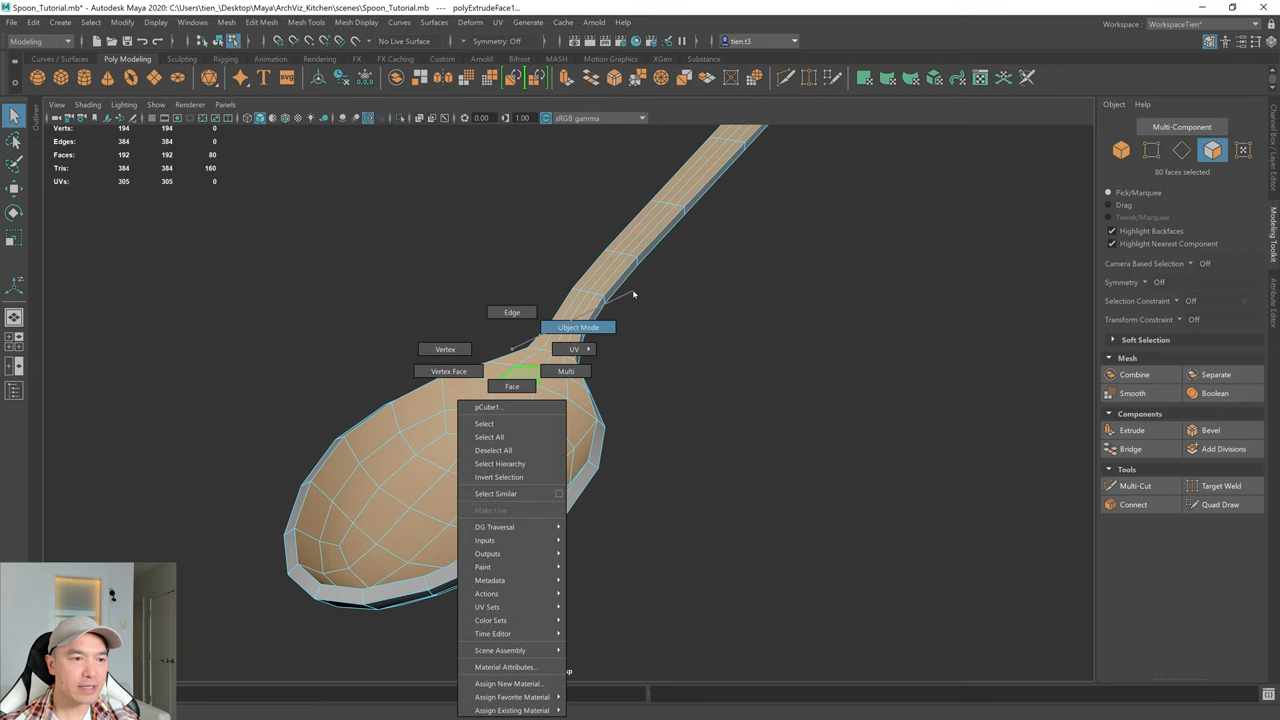 Spoon_Tutorial.mb* - Autodesk Maya 2020: C:\Users\tien_\Desktop\Maya\ArchViz_Kitchen\scenes\Spoon_Tutorial.mb --- polyExtrudeFace1...
File Edit Create Select Modify Display Windows Mesh Edit Mesh Mesh Tools Mesh Display Curves Surfaces Deform UV Generate Cache Arnold Help
Workspace : WorkspaceTien*
Modeling
No Live Surface
Symmetry: Off
tien.t3
Curves / Surfaces Poly Modeling Sculpting Rigging Animation Rendering FX FX Caching Custom Arnold Bifrost MASH Motion Graphics XGen Substance
View Shading Lighting Show Renderer Panels
0.00 1.00 sRGB gamma
Verts: 194 194 0
Edges: 384 384 0
Faces: 192 192 80
Tris: 384 384 160
UVs: 305 305 0
Outliner
Edge
Object Mode
Vertex
UV
Vertex Face
Multi
Face
pCube1...
Select
Select All
Deselect All
Select Hierarchy
Invert Selection
Select Similar
Make Live
DG Traversal
Inputs
Outputs
Paint
Metadata
Actions
UV Sets
Color Sets
Time Editor
Scene Assembly
Material Attributes...
Assign New Material...
Assign Favorite Material
Assign Existing Material
Object Help
Multi-Component
80 faces selected
Pick/Marquee
Drag
Tweak/Marquee
Highlight Backfaces
Highlight Nearest Component
Camera Based Selection Off
Symmetry Off
Selection Constraint Off
Transform Constraint Off
Soft Selection
Mesh
Combine Separate
Smooth Boolean
Components
Extrude Bevel
Bridge Add Divisions
Tools
Multi-Cut Target Weld
Connect Quad Draw
Channel Box / Layer Editor
Modeling Toolkit
Attribute Editor